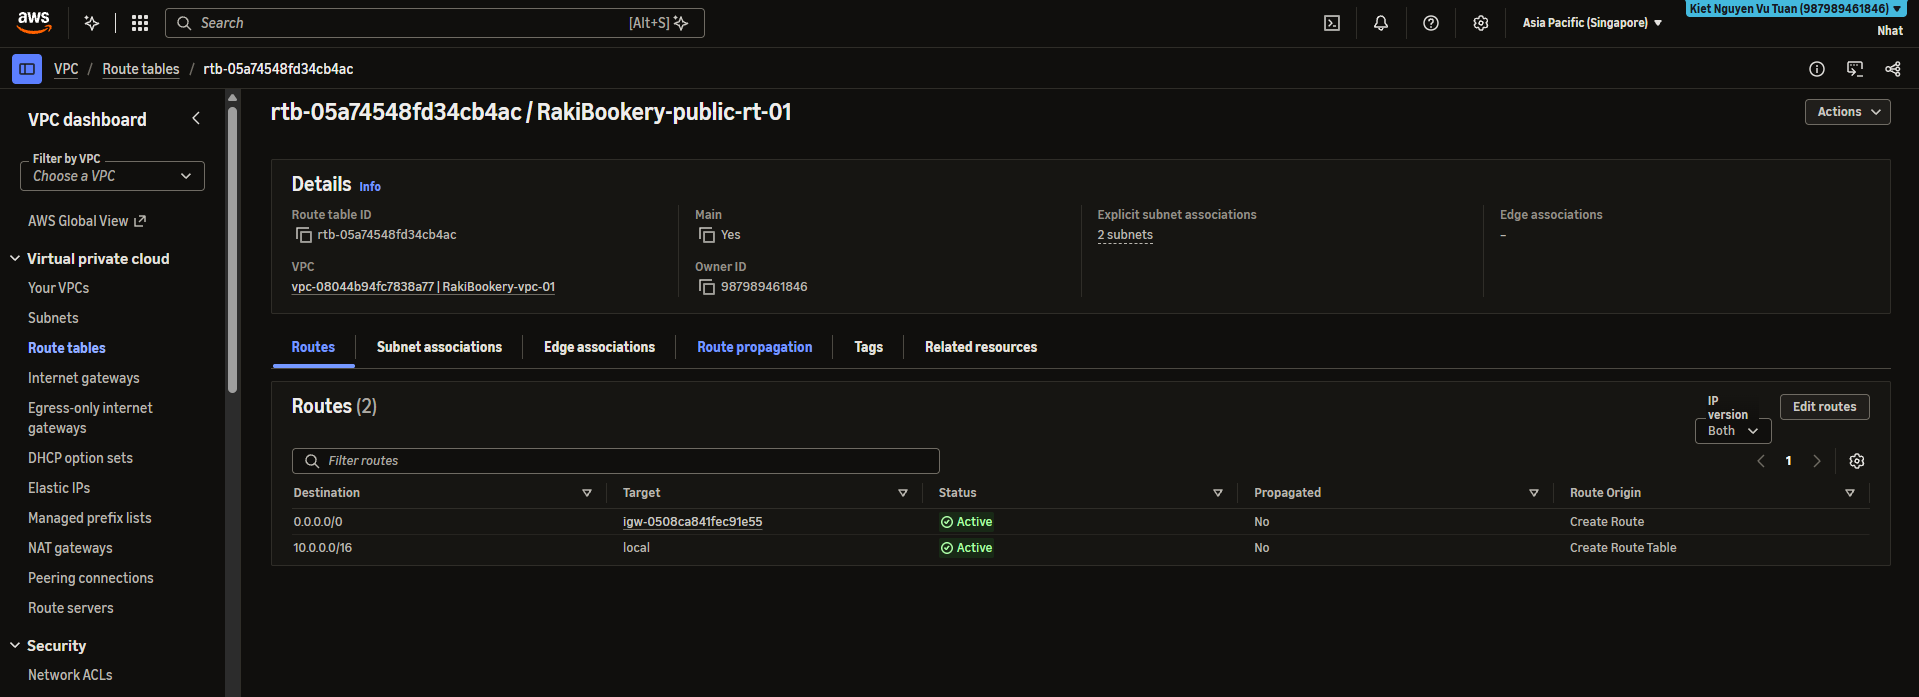 aws
Search
[Alt+S]
Asia Pacific (Singapore)
Kiet Nguyen Vu Tuan (987989461846)
Nhat
VPC / Route tables / rtb-05a74548fd34cb4ac
VPC dashboard
Filter by VPC
Choose a VPC
AWS Global View
Virtual private cloud
Your VPCs
Subnets
Route tables
Internet gateways
Egress-only internet
gateways
DHCP option sets
Elastic IPs
Managed prefix lists
NAT gateways
Peering connections
Route servers
Security
Network ACLs
rtb-05a74548fd34cb4ac / RakiBookery-public-rt-01
Actions
Details Info
Route table ID
rtb-05a74548fd34cb4ac
Main
Yes
Explicit subnet associations
2 subnets
Edge associations
–
VPC
vpc-08044b94fc7838a77 | RakiBookery-vpc-01
Owner ID
987989461846
Routes
Subnet associations
Edge associations
Route propagation
Tags
Related resources
Routes (2)
IP
version
Both
Edit routes
Filter routes
1
Destination Target Status Propagated Route Origin
0.0.0.0/0 igw-0508ca841fec91e55 Active No Create Route
10.0.0.0/16 local Active No Create Route Table